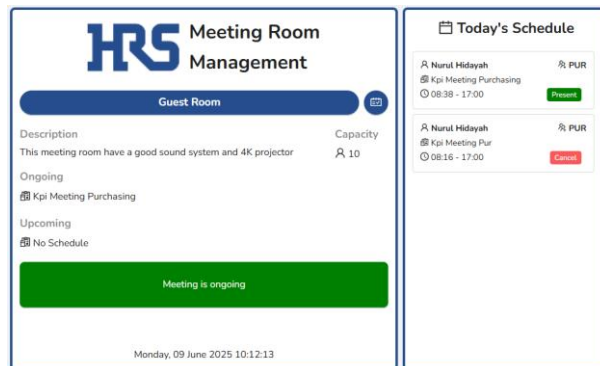 HRS Meeting Room
Management
Guest Room
Description Capacity
This meeting room have a good sound system and 4K projector 10
Ongoing
Kpi Meeting Purchasing
Upcoming
No Schedule
Meeting is ongoing
Monday, 09 June 2025 10:12:13
Today's Schedule
Nurul Hidayah PUR
Kpi Meeting Purchasing
08:38 - 17:00 Present
Nurul Hidayah PUR
Kpi Meeting Pur
08:16 - 17:00 Cancel